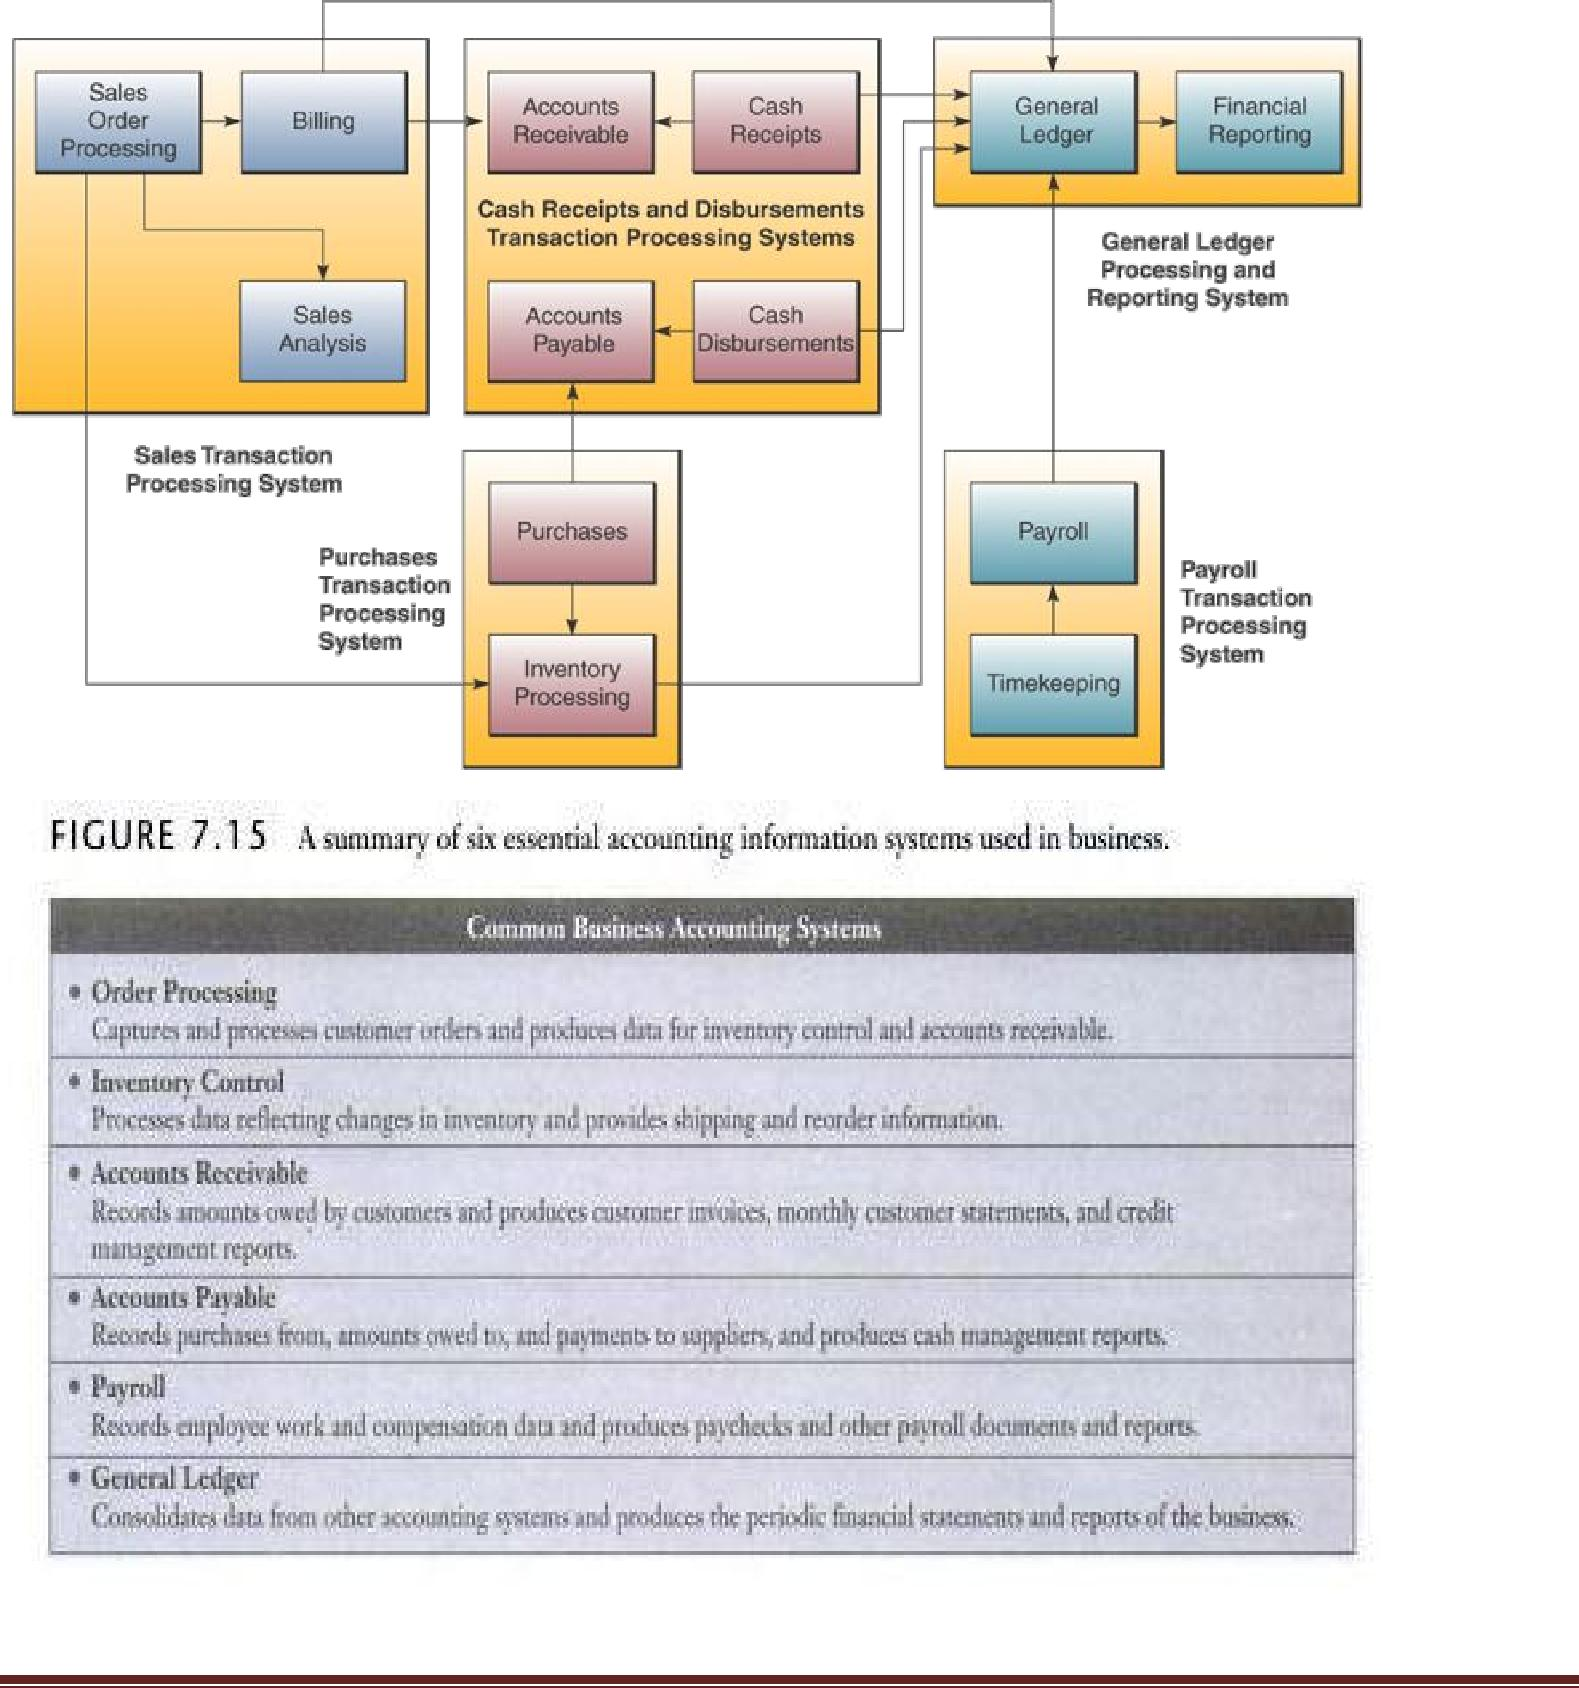 Sales
Order
Processing
Billing
Sales
Analysis
Sales Transaction
Processing System
Accounts
Receivable
Cash
Receipts
Cash Receipts and Disbursements
Transaction Processing Systems
Accounts
Payable
Cash
Disbursements
General
Ledger
Financial
Reporting
General Ledger
Processing and
Reporting System
Purchases
Transaction
Processing
System
Purchases
Inventory
Processing
Payroll
Timekeeping
Payroll
Transaction
Processing
System
FIGURE 7.15 A summary of six essential accounting information systems used in business.
Common Business Accounting Systems
• Order Processing
Captures and processes customer orders and produces data for inventory control and accounts receivable.
• Inventory Control
Processes data reflecting changes in inventory and provides shipping and reorder information.
• Accounts Receivable
Records amounts owed by customers and produces customer invoices, monthly customer statements, and credit
management reports.
• Accounts Payable
Records purchases from, amounts owed to, and payments to suppliers, and produces cash management reports.
• Payroll
Records employee work and compensation data and produces paychecks and other payroll documents and reports.
• General Ledger
Consolidates data from other accounting systems and produces the periodic financial statements and reports of the business.